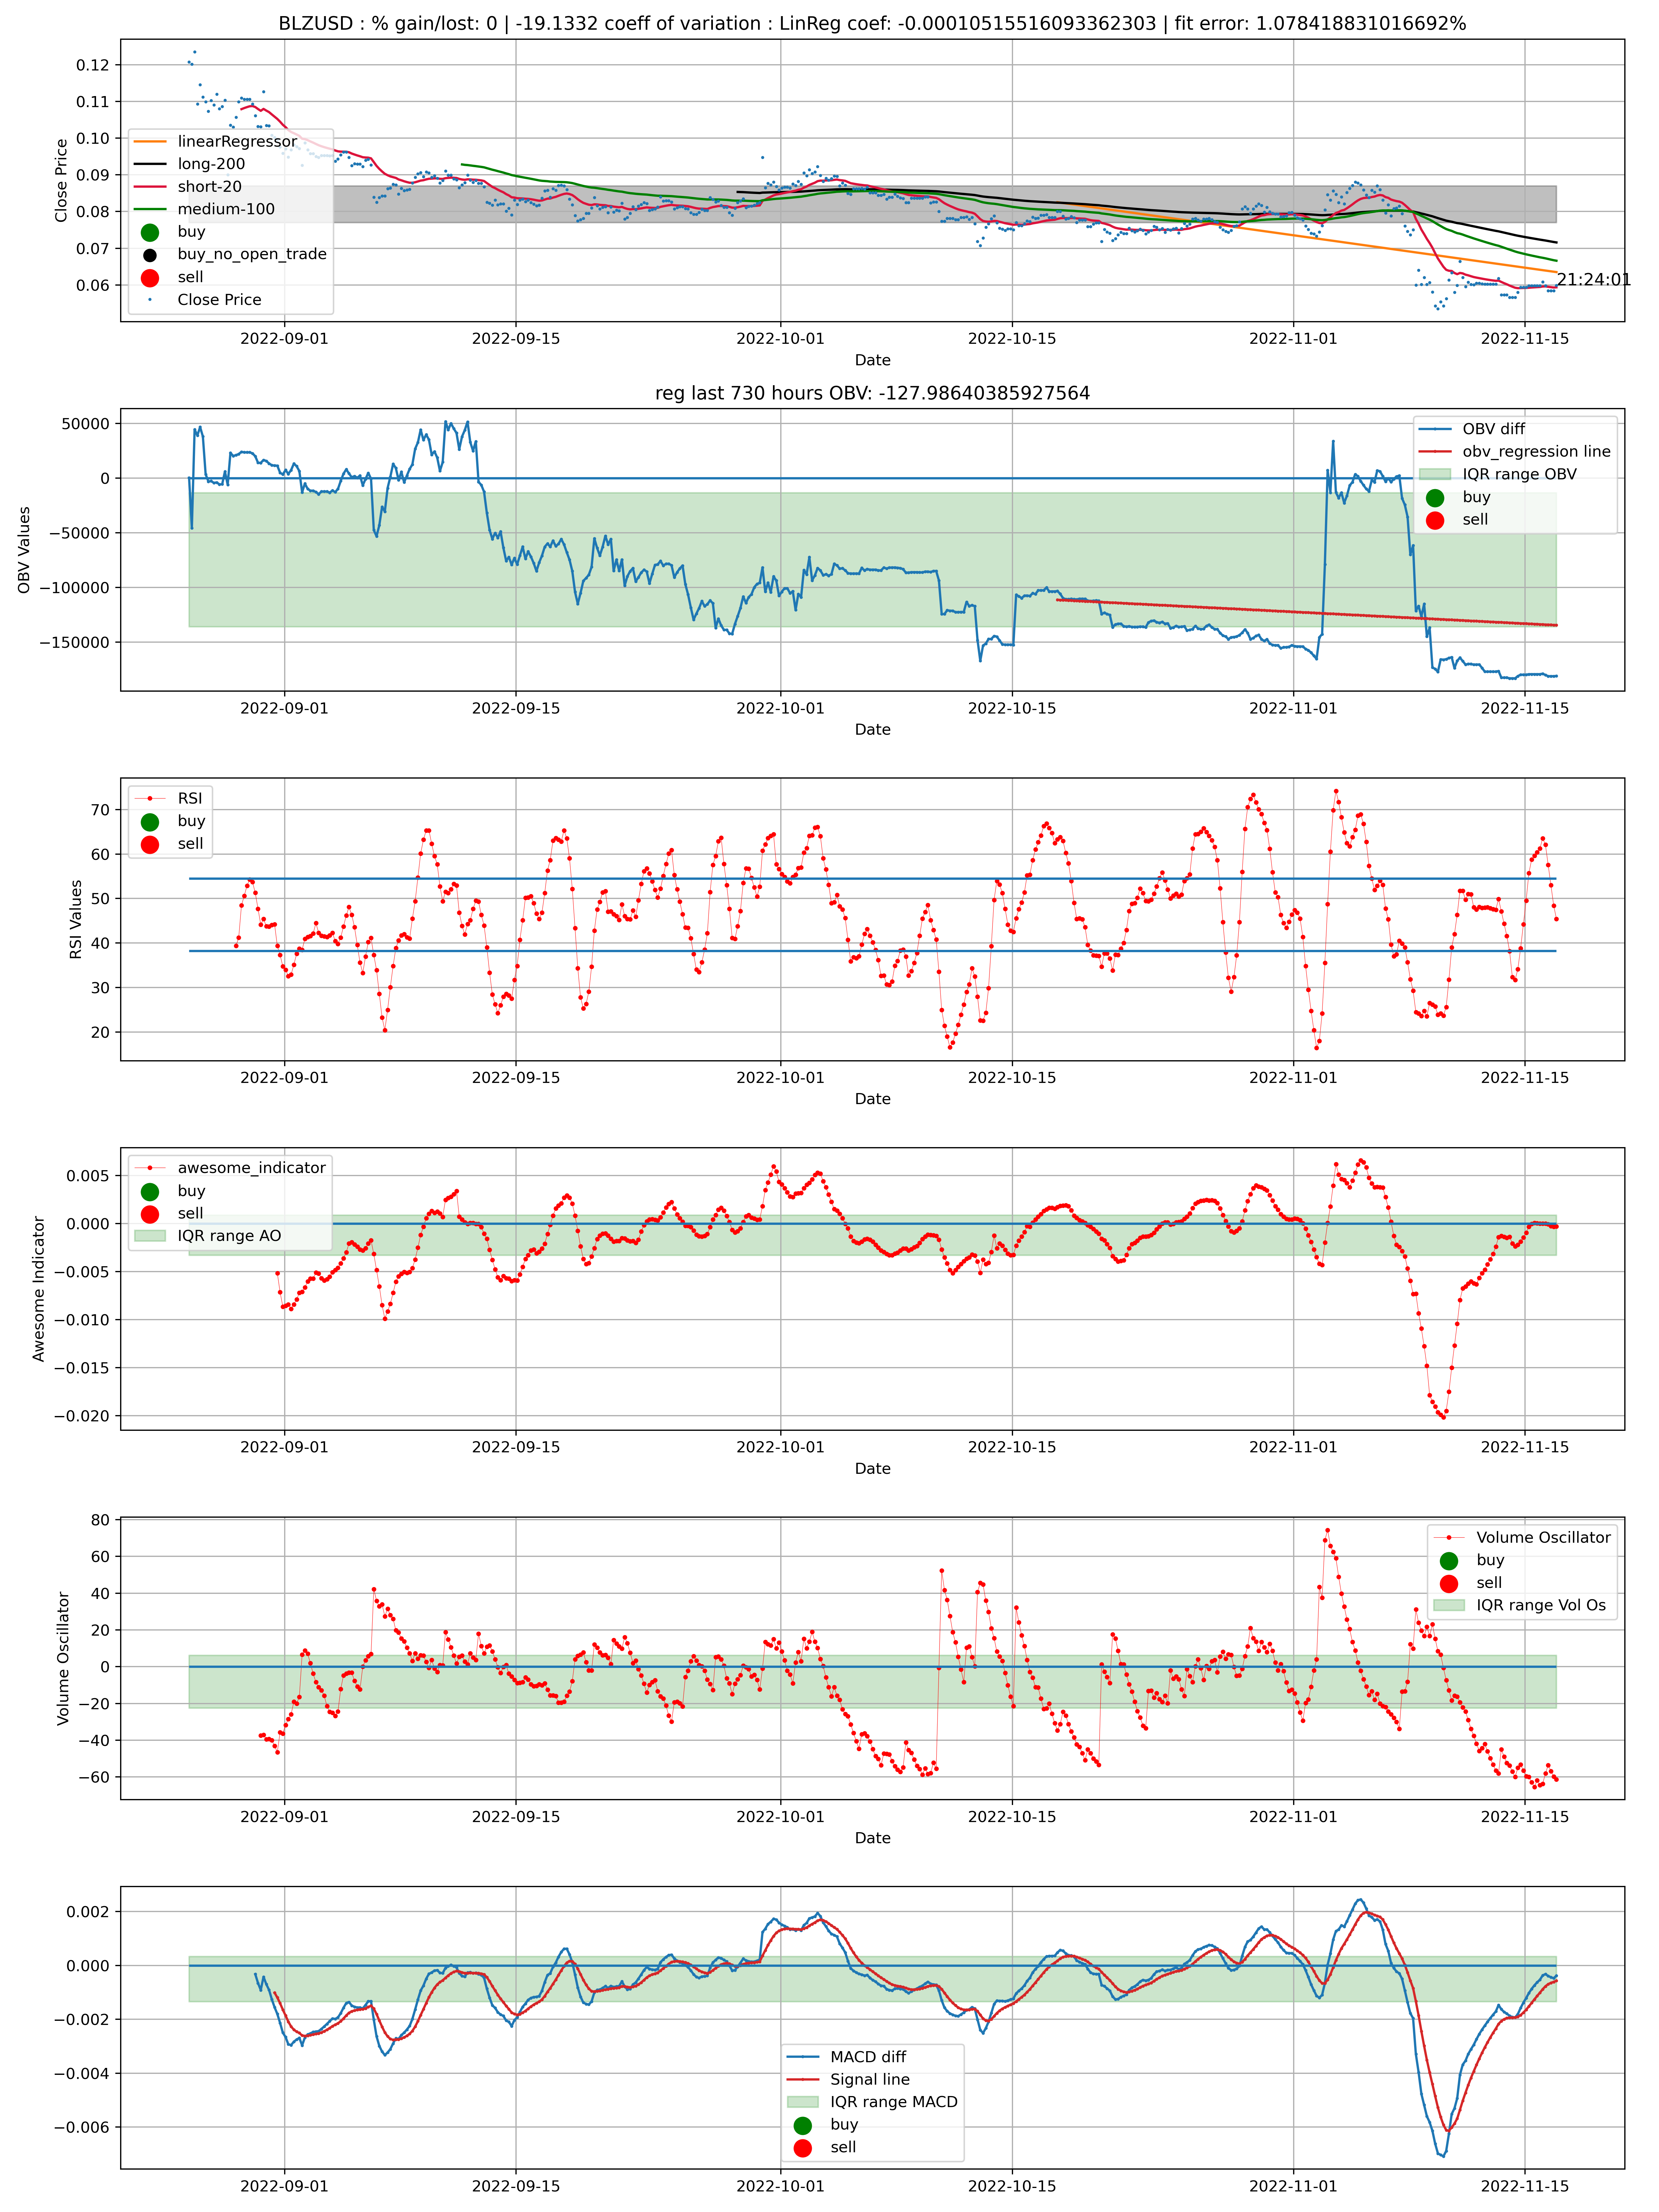 BLZUSD : % gain/lost: 0 | -19.1332 coeff of variation : LinReg coef: -0.00010515516093362303 | fit error: 1.078418831016692%
Close Price
0.12
0.11
0.10
0.09
0.08
0.07
0.06
linearRegressor
long-200
short-20
medium-100
buy
buy_no_open_trade
sell
Close Price
21:24:01
2022-09-01 2022-09-15 2022-10-01 2022-10-15 2022-11-01 2022-11-15
Date
reg last 730 hours OBV: -127.98640385927564
OBV Values
50000
0
−50000
−100000
−150000
OBV diff
obv_regression line
IQR range OBV
buy
sell
2022-09-01 2022-09-15 2022-10-01 2022-10-15 2022-11-01 2022-11-15
Date
RSI Values
70
60
50
40
30
20
RSI
buy
sell
2022-09-01 2022-09-15 2022-10-01 2022-10-15 2022-11-01 2022-11-15
Date
Awesome Indicator
0.005
0.000
−0.005
−0.010
−0.015
−0.020
awesome_indicator
buy
sell
IQR range AO
2022-09-01 2022-09-15 2022-10-01 2022-10-15 2022-11-01 2022-11-15
Date
Volume Oscillator
80
60
40
20
0
−20
−40
−60
Volume Oscillator
buy
sell
IQR range Vol Os
2022-09-01 2022-09-15 2022-10-01 2022-10-15 2022-11-01 2022-11-15
Date
0.002
0.000
−0.002
−0.004
−0.006
MACD diff
Signal line
IQR range MACD
buy
sell
2022-09-01 2022-09-15 2022-10-01 2022-10-15 2022-11-01 2022-11-15